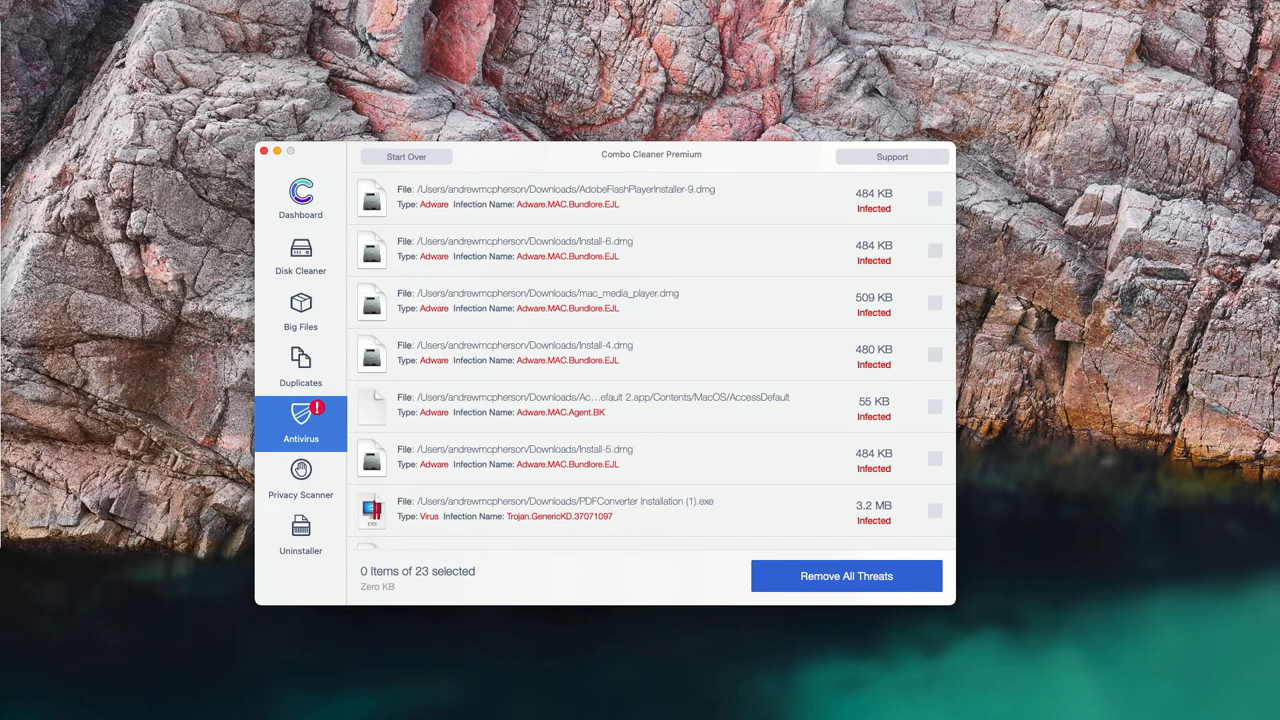 Start Over
Combo Cleaner Premium
Support
Dashboard
Disk Cleaner
Big Files
Duplicates
Antivirus
Privacy Scanner
Uninstaller
File: /Users/andrewmcpherson/Downloads/AdobeFlashPlayerInstaller-9.dmg
Type: Adware Infection Name: Adware.MAC.Bundlore.EJL
484 KB
Infected
File: /Users/andrewmcpherson/Downloads/Install-6.dmg
Type: Adware Infection Name: Adware.MAC.Bundlore.EJL
484 KB
Infected
File: /Users/andrewmcpherson/Downloads/mac_media_player.dmg
Type: Adware Infection Name: Adware.MAC.Bundlore.EJL
509 KB
Infected
File: /Users/andrewmcpherson/Downloads/Install-4.dmg
Type: Adware Infection Name: Adware.MAC.Bundlore.EJL
480 KB
Infected
File: /Users/andrewmcpherson/Downloads/Ac...efault 2.app/Contents/MacOS/AccessDefault
Type: Adware Infection Name: Adware.MAC.Agent.BK
55 KB
Infected
File: /Users/andrewmcpherson/Downloads/Install-5.dmg
Type: Adware Infection Name: Adware.MAC.Bundlore.EJL
484 KB
Infected
File: /Users/andrewmcpherson/Downloads/PDFConverter Installation (1).exe
Type: Virus Infection Name: Trojan.GenericKD.37071097
EXE
3.2 MB
Infected
0 Items of 23 selected
Zero KB
Remove All Threats